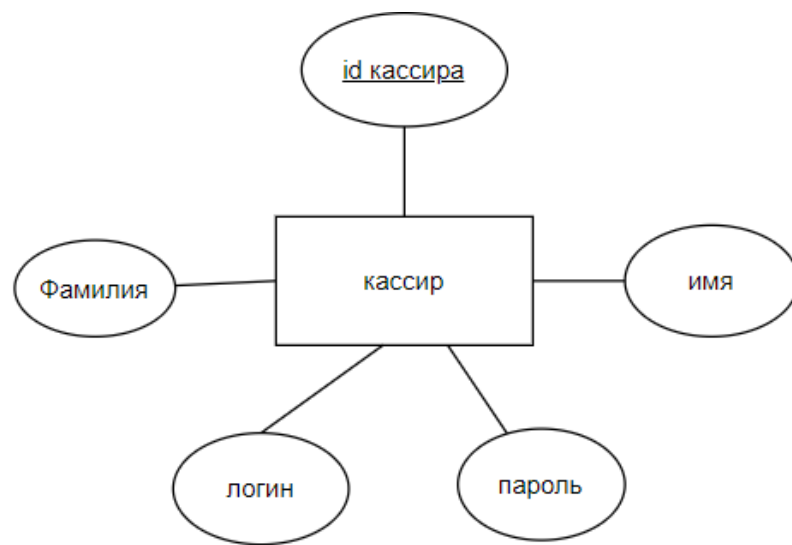 id кассира
Фамилия
кассир
имя
логин
пароль